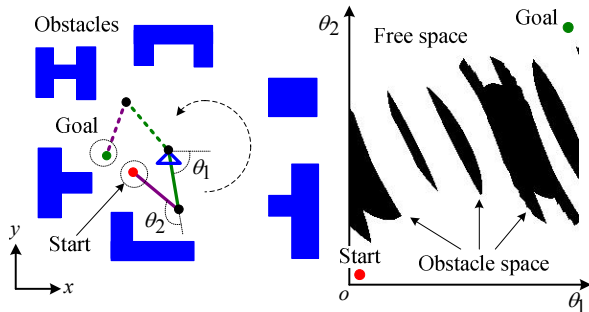 Obstacles
Goal
θ1
θ2
Start
y
x
θ2
Goal
Free space
Start
Obstacle space
o
θ1